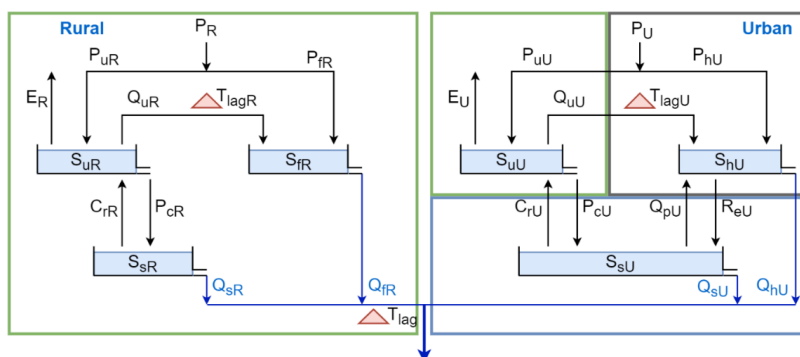 Rural
P_R
P_uR
P_fR
E_R
Q_uR
T_lagR
S_uR
S_fR
C_rR
P_cR
S_sR
Q_sR
Q_fR
T_lag
P_U
Urban
P_uU
P_hU
E_U
Q_uU
T_lagU
S_uU
S_hU
C_rU
P_cU
Q_pU
R_eU
S_sU
Q_sU
Q_hU